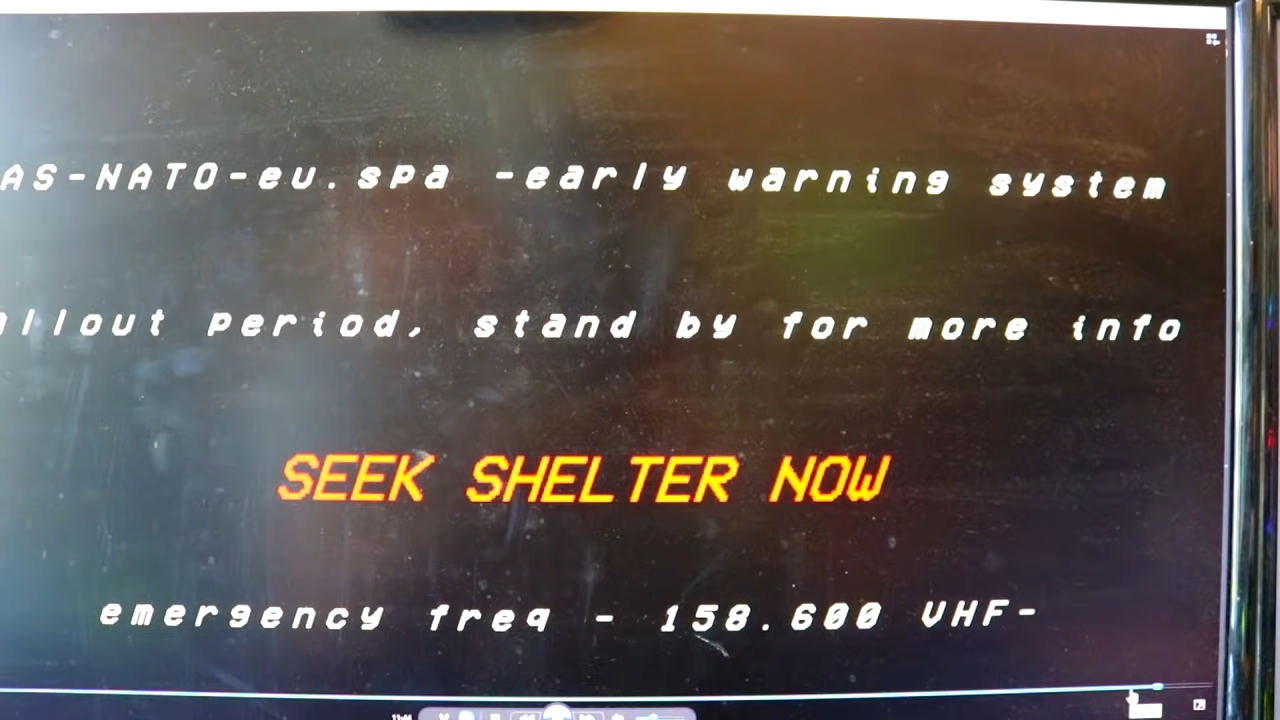 AS-NATO-eu.spa -early warning system
allout period, stand by for more info
SEEK SHELTER NOW
emergency freq - 158.600 VHF-